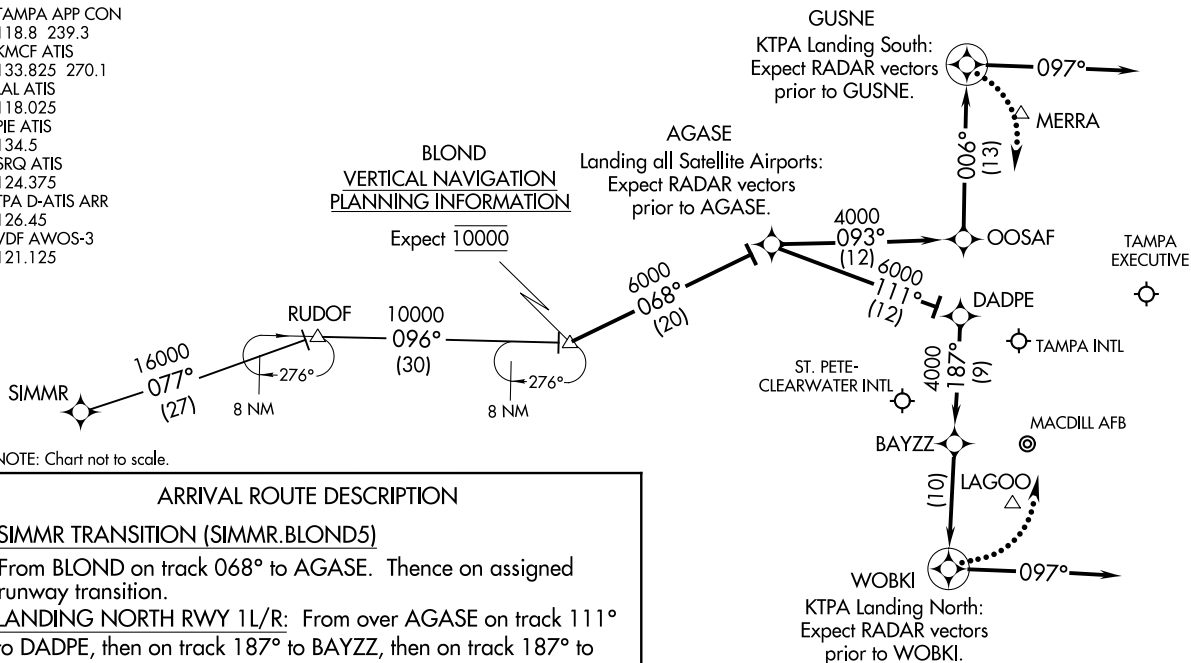 TAMPA APP CON
118.8 239.3
KMCF ATIS
133.825 270.1
LAL ATIS
118.025
PIE ATIS
134.5
SRQ ATIS
124.375
TPA D-ATIS ARR
126.45
VDF AWOS-3
121.125
GUSNE
KTPA Landing South:
Expect RADAR vectors
prior to GUSNE.
097°
MERRA
006°
(13)
AGASE
Landing all Satellite Airports:
Expect RADAR vectors
prior to AGASE.
BLOND
VERTICAL NAVIGATION
PLANNING INFORMATION
Expect 10000
4000
093°
(12)
OOSAF
TAMPA
EXECUTIVE
6000
111°
(12)
DADPE
6000
068°
(20)
RUDOF
10000
096°
(30)
276°
8 NM
276°
8 NM
16000
077°
(27)
SIMMR
TAMPA INTL
ST. PETE-
CLEARWATER INTL
4000
187°
(9)
BAYZZ
MACDILL AFB
LAGOO
(10)
WOBKI
097°
KTPA Landing North:
Expect RADAR vectors
prior to WOBKI.
NOTE: Chart not to scale.
ARRIVAL ROUTE DESCRIPTION
SIMMR TRANSITION (SIMMR.BLOND5)
From BLOND on track 068° to AGASE. Thence on assigned
runway transition.
LANDING NORTH RWY 1L/R: From over AGASE on track 111°
to DADPE, then on track 187° to BAYZZ, then on track 187° to